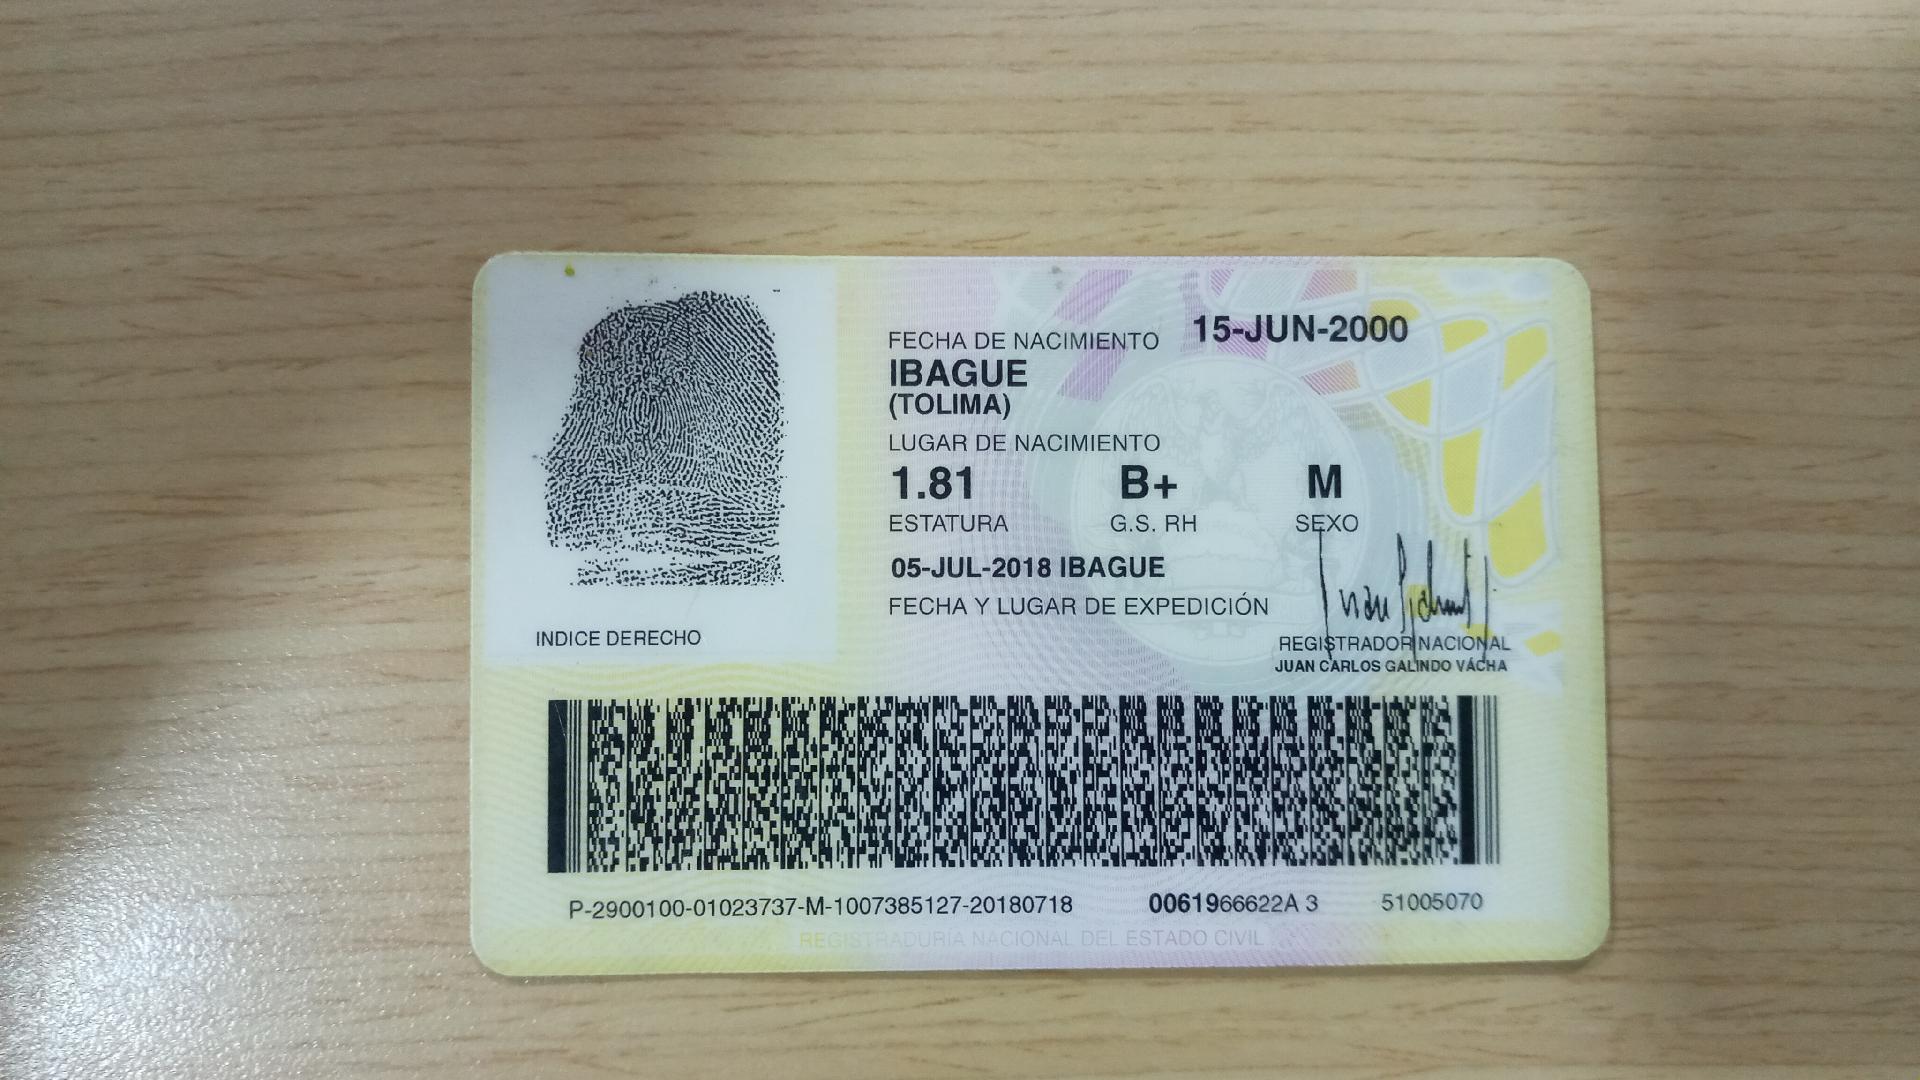 FECHA DE NACIMIENTO 15-JUN-2000
IBAGUE
(TOLIMA)
LUGAR DE NACIMIENTO
1.81 B+ M
ESTATURA G.S. RH SEXO
05-JUL-2018 IBAGUE
FECHA Y LUGAR DE EXPEDICIÓN
INDICE DERECHO
REGISTRADOR NACIONAL
JUAN CARLOS GALINDO VÁCHA
P-2900100-01023737-M-1007385127-20180718 0061966622A 3 51005070
REGISTRADURIA NACIONAL DEL ESTADO CIVIL